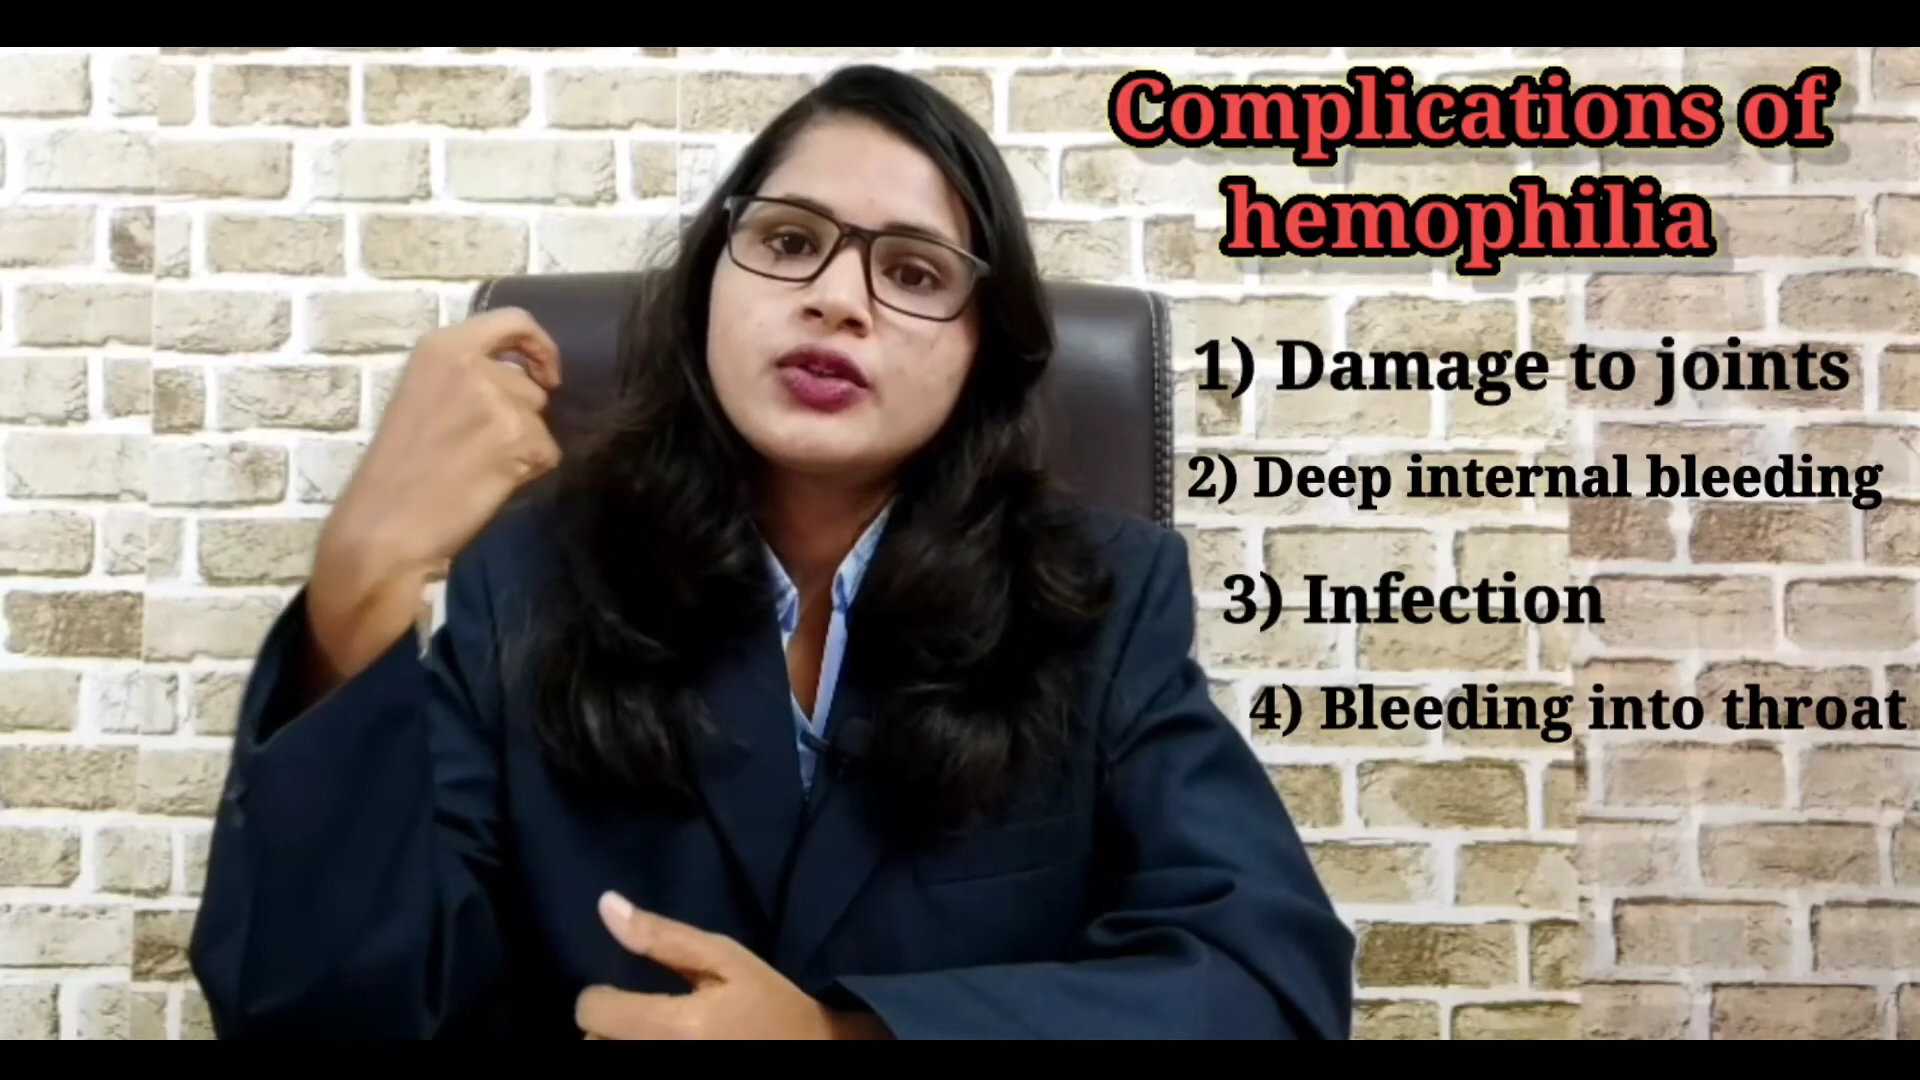 Complications of
hemophilia
1) Damage to joints
2) Deep internal bleeding
3) Infection
4) Bleeding into throat